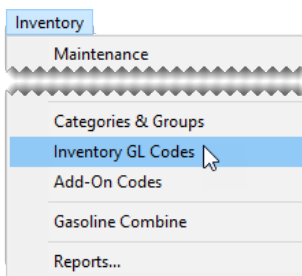 Inventory
Maintenance
Categories & Groups
Inventory GL Codes
Add-On Codes
Gasoline Combine
Reports...